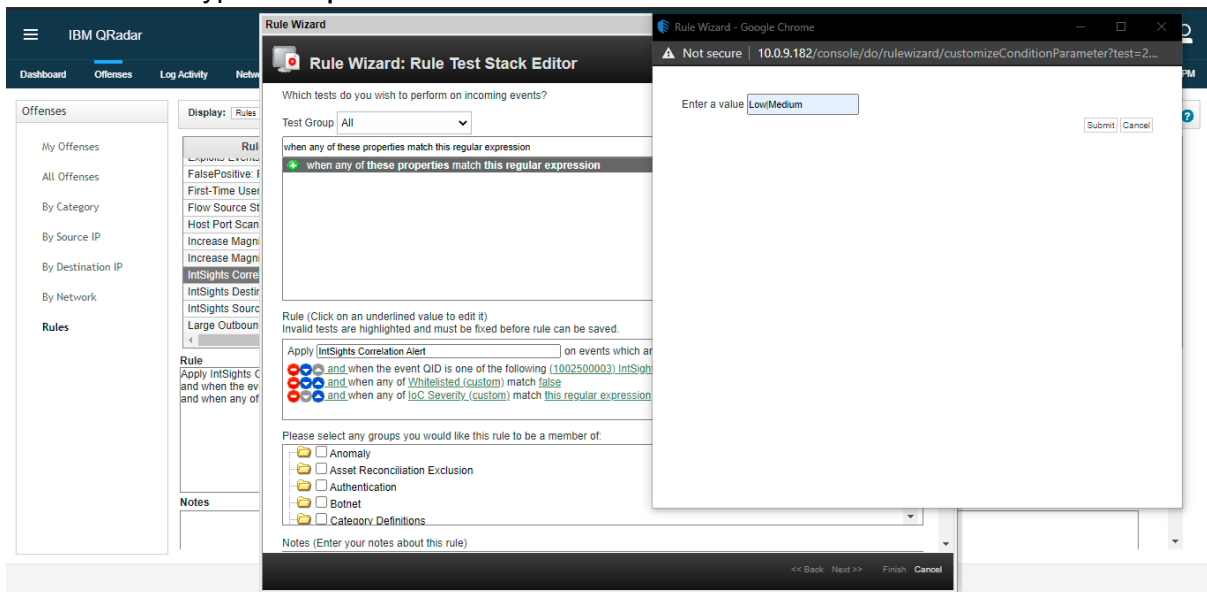 IBM QRadar
Dashboard Offenses Log Activity
Offenses
My Offenses
All Offenses
By Category
By Source IP
By Destination IP
By Network
Rules
Display: Rules
FalsePositive:
First-Time User
Flow Source
Host Port Scan
Increase
Increase
IntSights
IntSights
IntSights
Large
Rule
Apply IntSights
and when the
and when any of
Notes
Rule Wizard
Rule Wizard: Rule Test Stack Editor
Which tests do you wish to perform on incoming events?
Test Group All
when any of these properties match this regular expression
when any of these properties match this regular expression
Rule (Click on an underlined value to edit it)
Invalid tests are highlighted and must be fixed before rule can be saved.
Apply IntSights Correlation Alert on events which
and when the event QID is one of the following (1002500003)
and when any of Whitelisted (custom) match false
and when any of IoC Severity (custom) match this regular expression
Please select any groups you would like this rule to be a member of:
Anomaly
Asset Reconciliation Exclusion
Authentication
Botnet
Category Definitions
Notes (Enter your notes about this rule)
<< Back Next >> Finish Cancel
Rule Wizard - Google Chrome
Not secure | 10.0.9.182/console/do/rulewizard/customizeConditionParameter?test=2...
Enter a value Low|Medium
Submit Cancel
PM